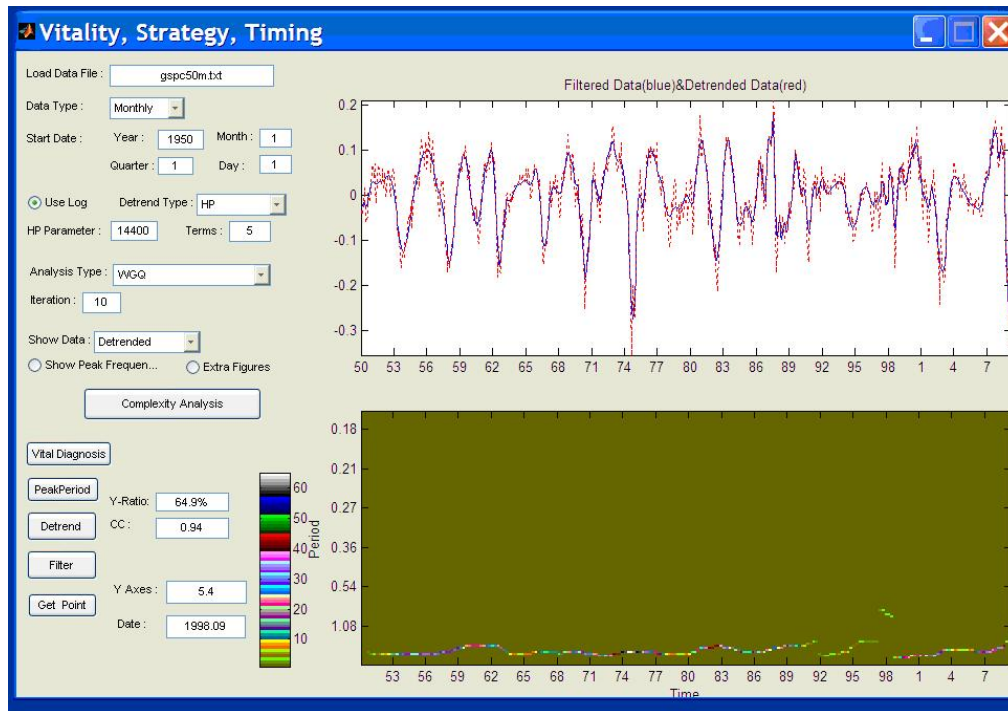 Vitality, Strategy, Timing
Load Data File : gspc50m.txt
Data Type : Monthly
Start Date : Year : 1950 Month : 1
Quarter : 1 Day : 1
Use Log Detrend Type : HP
HP Parameter : 14400 Terms : 5
Analysis Type : WGQ
Iteration : 10
Show Data : Detrended
Show Peak Frequen... Extra Figures
Complexity Analysis
Vital Diagnosis
PeakPeriod
Y-Ratio: 64.9%
Detrend
CC : 0.94
Filter
Y Axes : 5.4
Get Point
Date : 1998.09
60
50
40
30
20
10
Filtered Data(blue)&Detrended Data(red)
0.2
0.1
0
-0.1
-0.2
-0.3
50 53 56 59 62 65 68 71 74 77 80 83 86 89 92 95 98 1 4 7
Period
0.18
0.21
0.27
0.36
0.54
1.08
53 56 59 62 65 68 71 74 77 80 83 86 89 92 95 98 1 4 7
Time